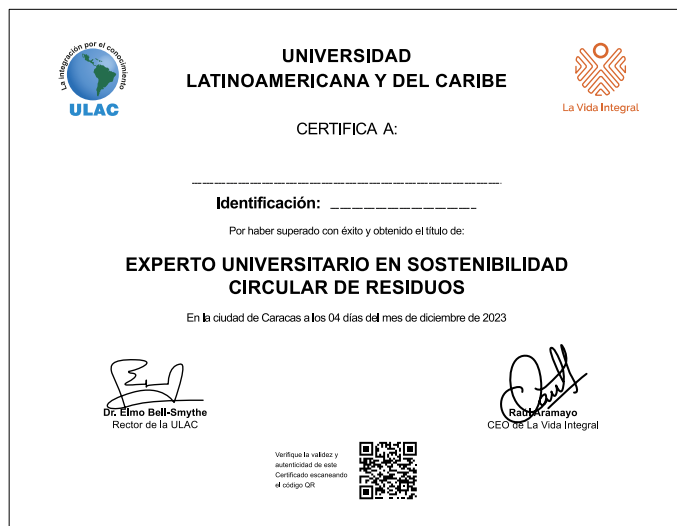 La integración por el conocimiento
ULAC
UNIVERSIDAD
LATINOAMERICANA Y DEL CARIBE
La Vida Integral
CERTIFICA A:
Identificación:
Por haber superado con éxito y obtenido el título de:
EXPERTO UNIVERSITARIO EN SOSTENIBILIDAD
CIRCULAR DE RESIDUOS
En la ciudad de Caracas a los 04 días del mes de diciembre de 2023
Dr. Elmo Bell-Smythe
Rector de la ULAC
Raúl Aramayo
CEO de La Vida Integral
Verifique la validez y
autenticidad de este
Certificado escaneando
el código QR